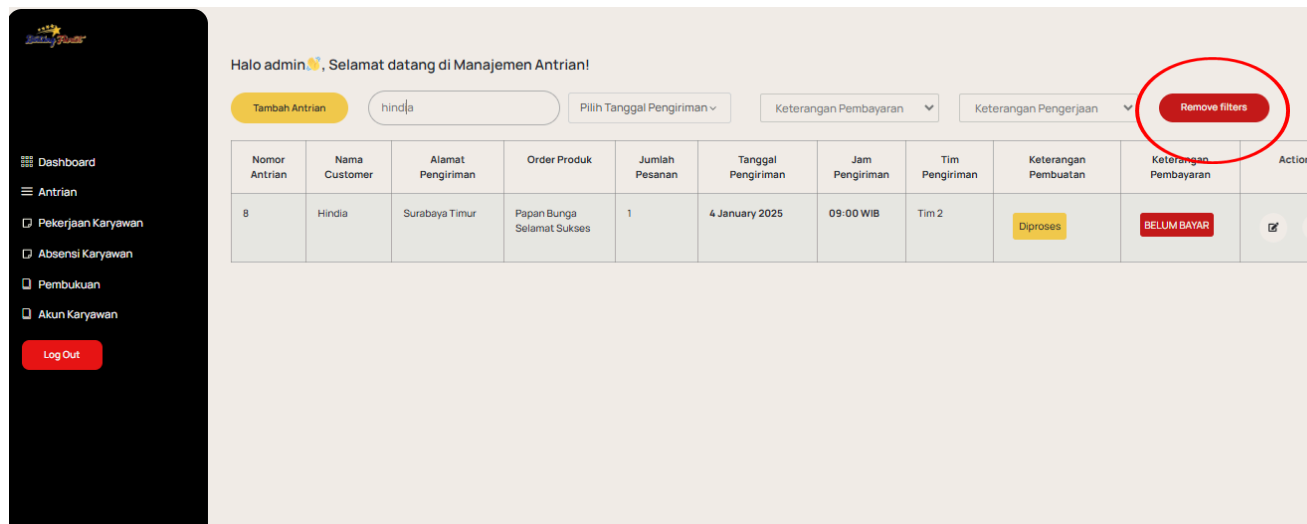 Halo admin👋, Selamat datang di Manajemen Antrian!
Tambah Antrian
hindia
Pilih Tanggal Pengiriman
Keterangan Pembayaran
Keterangan Pengerjaan
Remove filters
Dashboard
Antrian
Pekerjaan Karyawan
Absensi Karyawan
Pembukuan
Akun Karyawan
Log Out
Nomor Antrian
Nama Customer
Alamat Pengiriman
Order Produk
Jumlah Pesanan
Tanggal Pengiriman
Jam Pengiriman
Tim Pengiriman
Keterangan Pembuatan
Keterangan Pembayaran
Action
8
Hindia
Surabaya Timur
Papan Bunga
Selamat Sukses
1
4 January 2025
09:00 WIB
Tim 2
Diproses
BELUM BAYAR